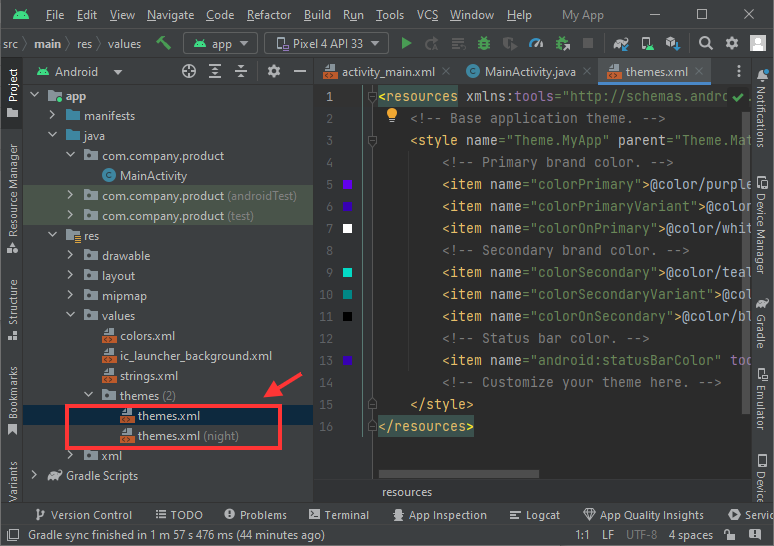 File Edit View Navigate Code Refactor Build Run Tools VCS Window Help My App
src main res values app Pixel 4 API 33
Project
Resource Manager
Structure
Bookmarks
Variants
Android
app
manifests
java
com.company.product
MainActivity
com.company.product (androidTest)
com.company.product (test)
res
drawable
layout
mipmap
values
colors.xml
ic_launcher_background.xml
strings.xml
themes (2)
themes.xml
themes.xml (night)
xml
Gradle Scripts
activity_main.xml MainActivity.java themes.xml
1 <resources xmlns:tools="http://schemas.andro
2 <!-- Base application theme. -->
3 <style name="Theme.MyApp" parent="Theme.Mat
4 <!-- Primary brand color. -->
5 <item name="colorPrimary">@color/purple
6 <item name="colorPrimaryVariant">@color
7 <item name="colorOnPrimary">@color/whit
8 <!-- Secondary brand color. -->
9 <item name="colorSecondary">@color/teal
10 <item name="colorSecondaryVariant">@col
11 <item name="colorOnSecondary">@color/bl
12 <!-- Status bar color. -->
13 <item name="android:statusBarColor" too
14 <!-- Customize your theme here. -->
15 </style>
16 </resources>
resources
Notifications
Device Manager
Gradle
Emulator
Device
Version Control TODO Problems Terminal App Inspection Logcat App Quality Insights Servi
Gradle sync finished in 1 m 57 s 476 ms (44 minutes ago) 1:1 LF UTF-8 4 spaces